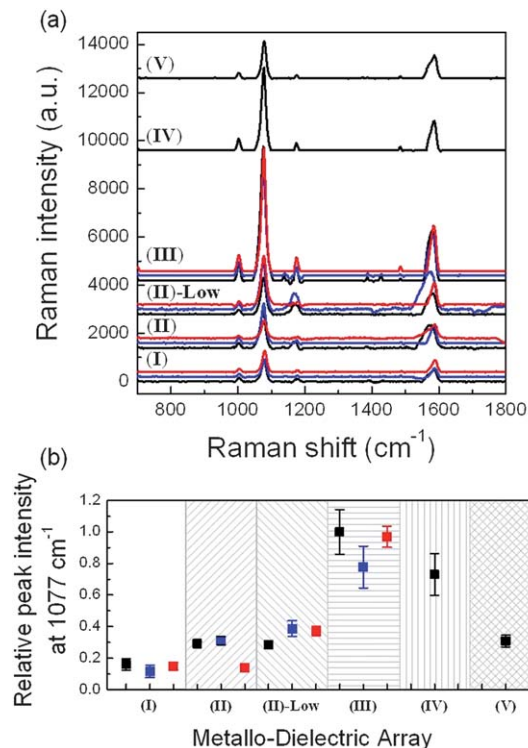 (a)
14000
12000
10000
8000
6000
4000
2000
0
Raman intensity (a.u.)
(V)
(IV)
(III)
(II)-Low
(II)
(I)
800 1000 1200 1400 1600 1800
Raman shift (cm-1)
(b)
Relative peak intensity
at 1077 cm-1
1.2
1.0
0.8
0.6
0.4
0.2
0.0
(I) (II) (II)-Low (III) (IV) (V)
Metallo-Dielectric Array